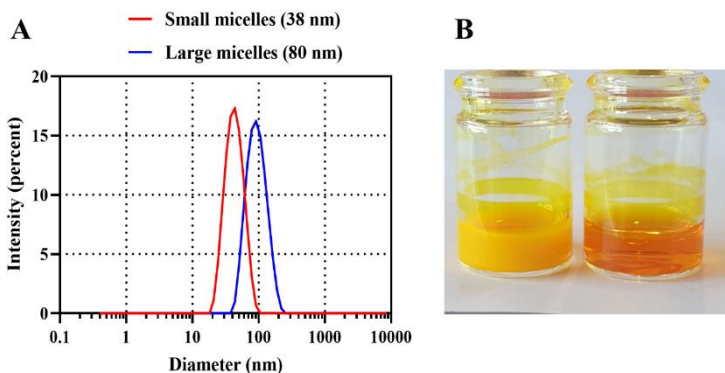 A
Small micelles (38 nm)
Large micelles (80 nm)
Intensity (percent)
20
15
10
5
0
0.1 1 10 100 1000 10000
Diameter (nm)
B